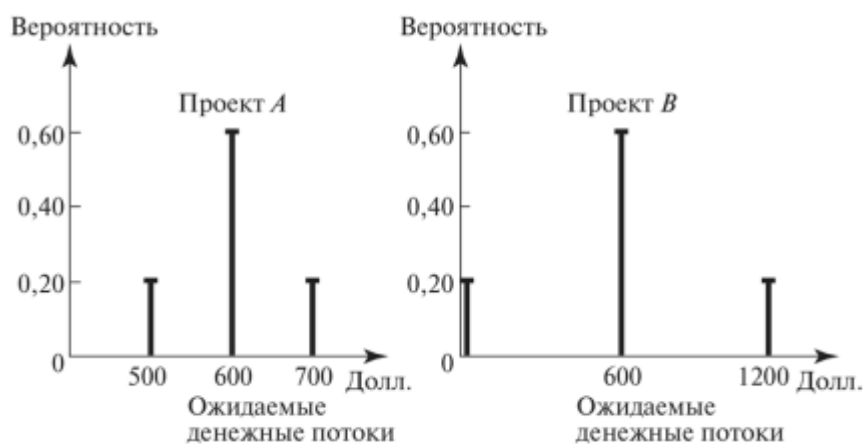 Вероятность
Проект A
0,60
0,40
0,20
0
500 600 700 Долл.
Ожидаемые
денежные потоки
Вероятность
Проект B
0,60
0,40
0,20
0
600 1200 Долл.
Ожидаемые
денежные потоки